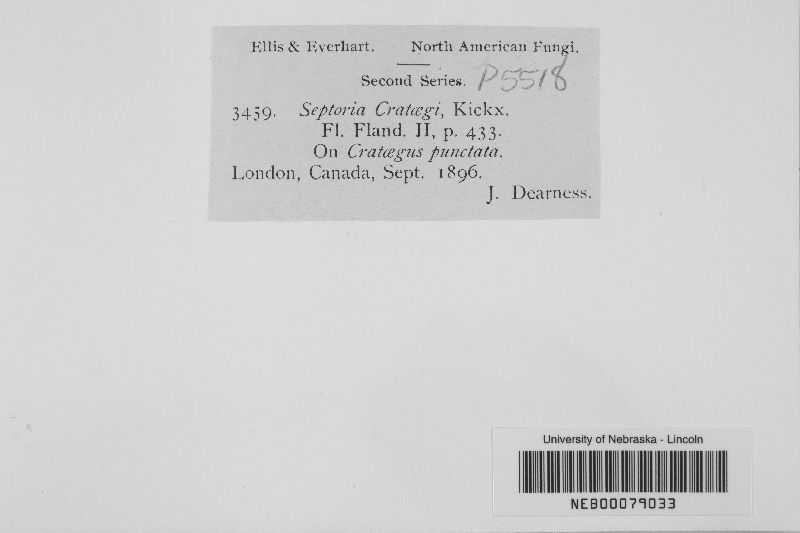 Ellis & Everhart. North American Fungi.
Second Series. P5518
3459. Septoria Cratægi, Kickx.
Fl. Fland. II, p. 433.
On Cratægus punctata.
London, Canada, Sept. 1896.
J. Dearness.
University of Nebraska - Lincoln
NEB00079033